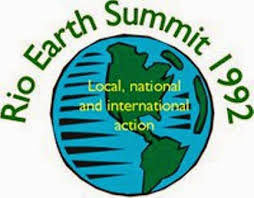 Rio Earth Summit 1992
Local, national
and international
action